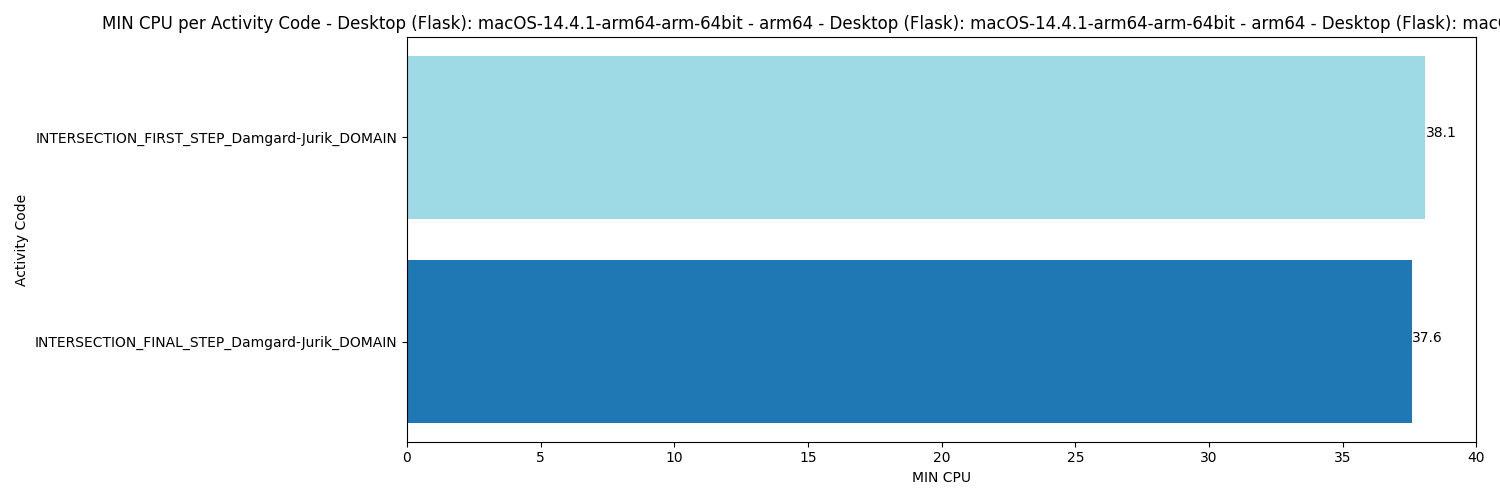 MIN CPU per Activity Code - Desktop (Flask): macOS-14.4.1-arm64-arm-64bit - arm64 - Desktop (Flask): macOS-14.4.1-arm64-arm-64bit - arm64 - Desktop (Flask):
INTERSECTION_FIRST_STEP_Damgard-Jurik_DOMAIN
38.1
Activity Code
INTERSECTION_FINAL_STEP_Damgard-Jurik_DOMAIN
37.6
0 5 10 15 20 25 30 35 40
MIN CPU